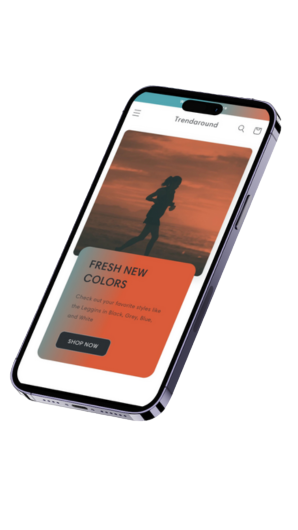 Trendaround
FRESH NEW
COLORS
Check out your favorite styles like
the Leggins in Black, Grey, Blue,
and White
SHOP NOW